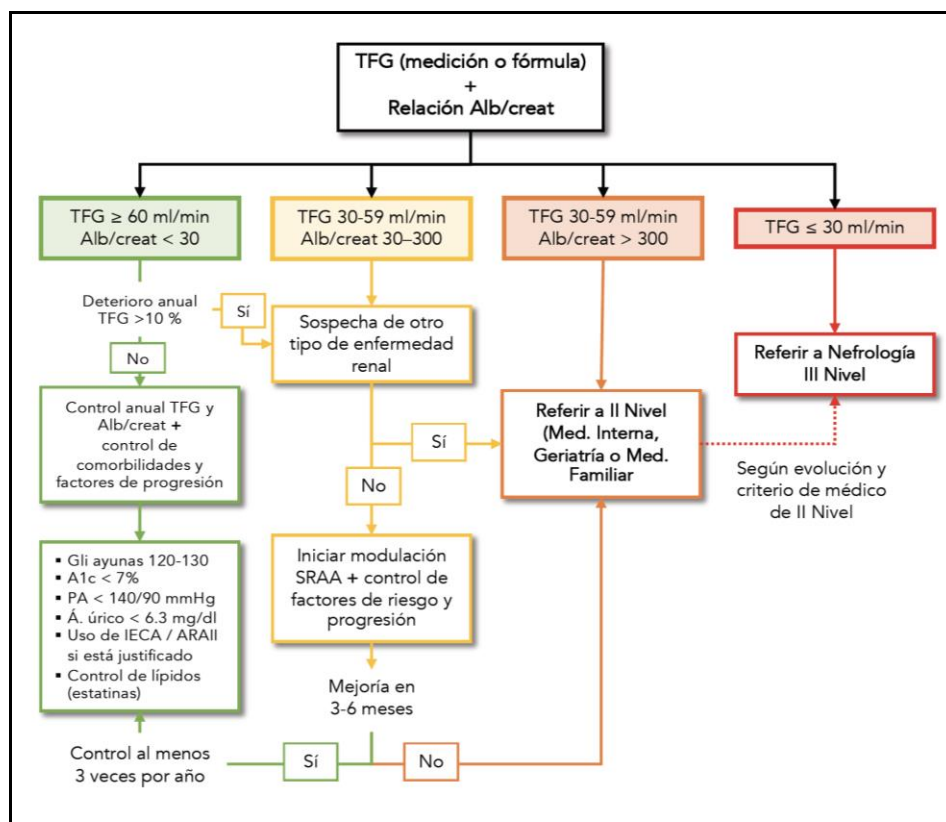 TFG (medición o fórmula)
+
Relación Alb/creat
TFG ≥ 60 ml/min
Alb/creat < 30
TFG 30-59 ml/min
Alb/creat 30–300
TFG 30-59 ml/min
Alb/creat > 300
TFG ≤ 30 ml/min
Deterioro anual
TFG >10 %
Sí
No
Sospecha de otro
tipo de enfermedad
renal
Referir a Nefrología
III Nivel
Control anual TFG y
Alb/creat +
control de
comorbilidades y
factores de progresión
Sí
No
Referir a II Nivel
(Med. Interna,
Geriatría o Med.
Familiar
Según evolución y
criterio de médico
de II Nivel
▪ Gli ayunas 120-130
▪ A1c < 7%
▪ PA < 140/90 mmHg
▪ Á. úrico < 6.3 mg/dl
▪ Uso de IECA / ARAII
si está justificado
▪ Control de lípidos
(estatinas)
Iniciar modulación
SRAA + control de
factores de riesgo y
progresión
Mejoría en
3-6 meses
Control al menos
3 veces por año
Sí
No